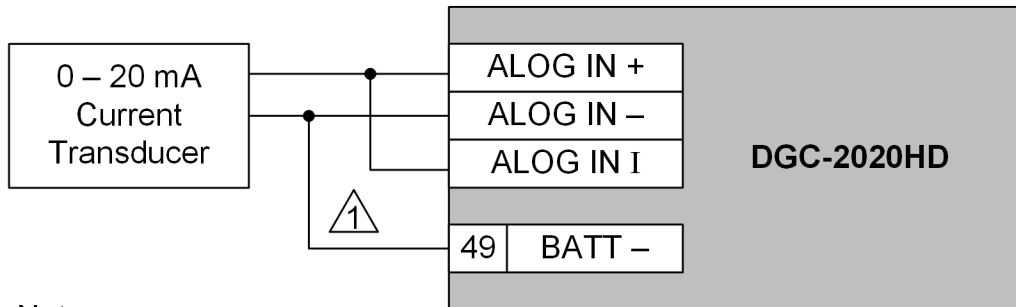 0 – 20 mA
Current
Transducer
ALOG IN +
ALOG IN –
ALOG IN I
DGC-2020HD
1
49 BATT –